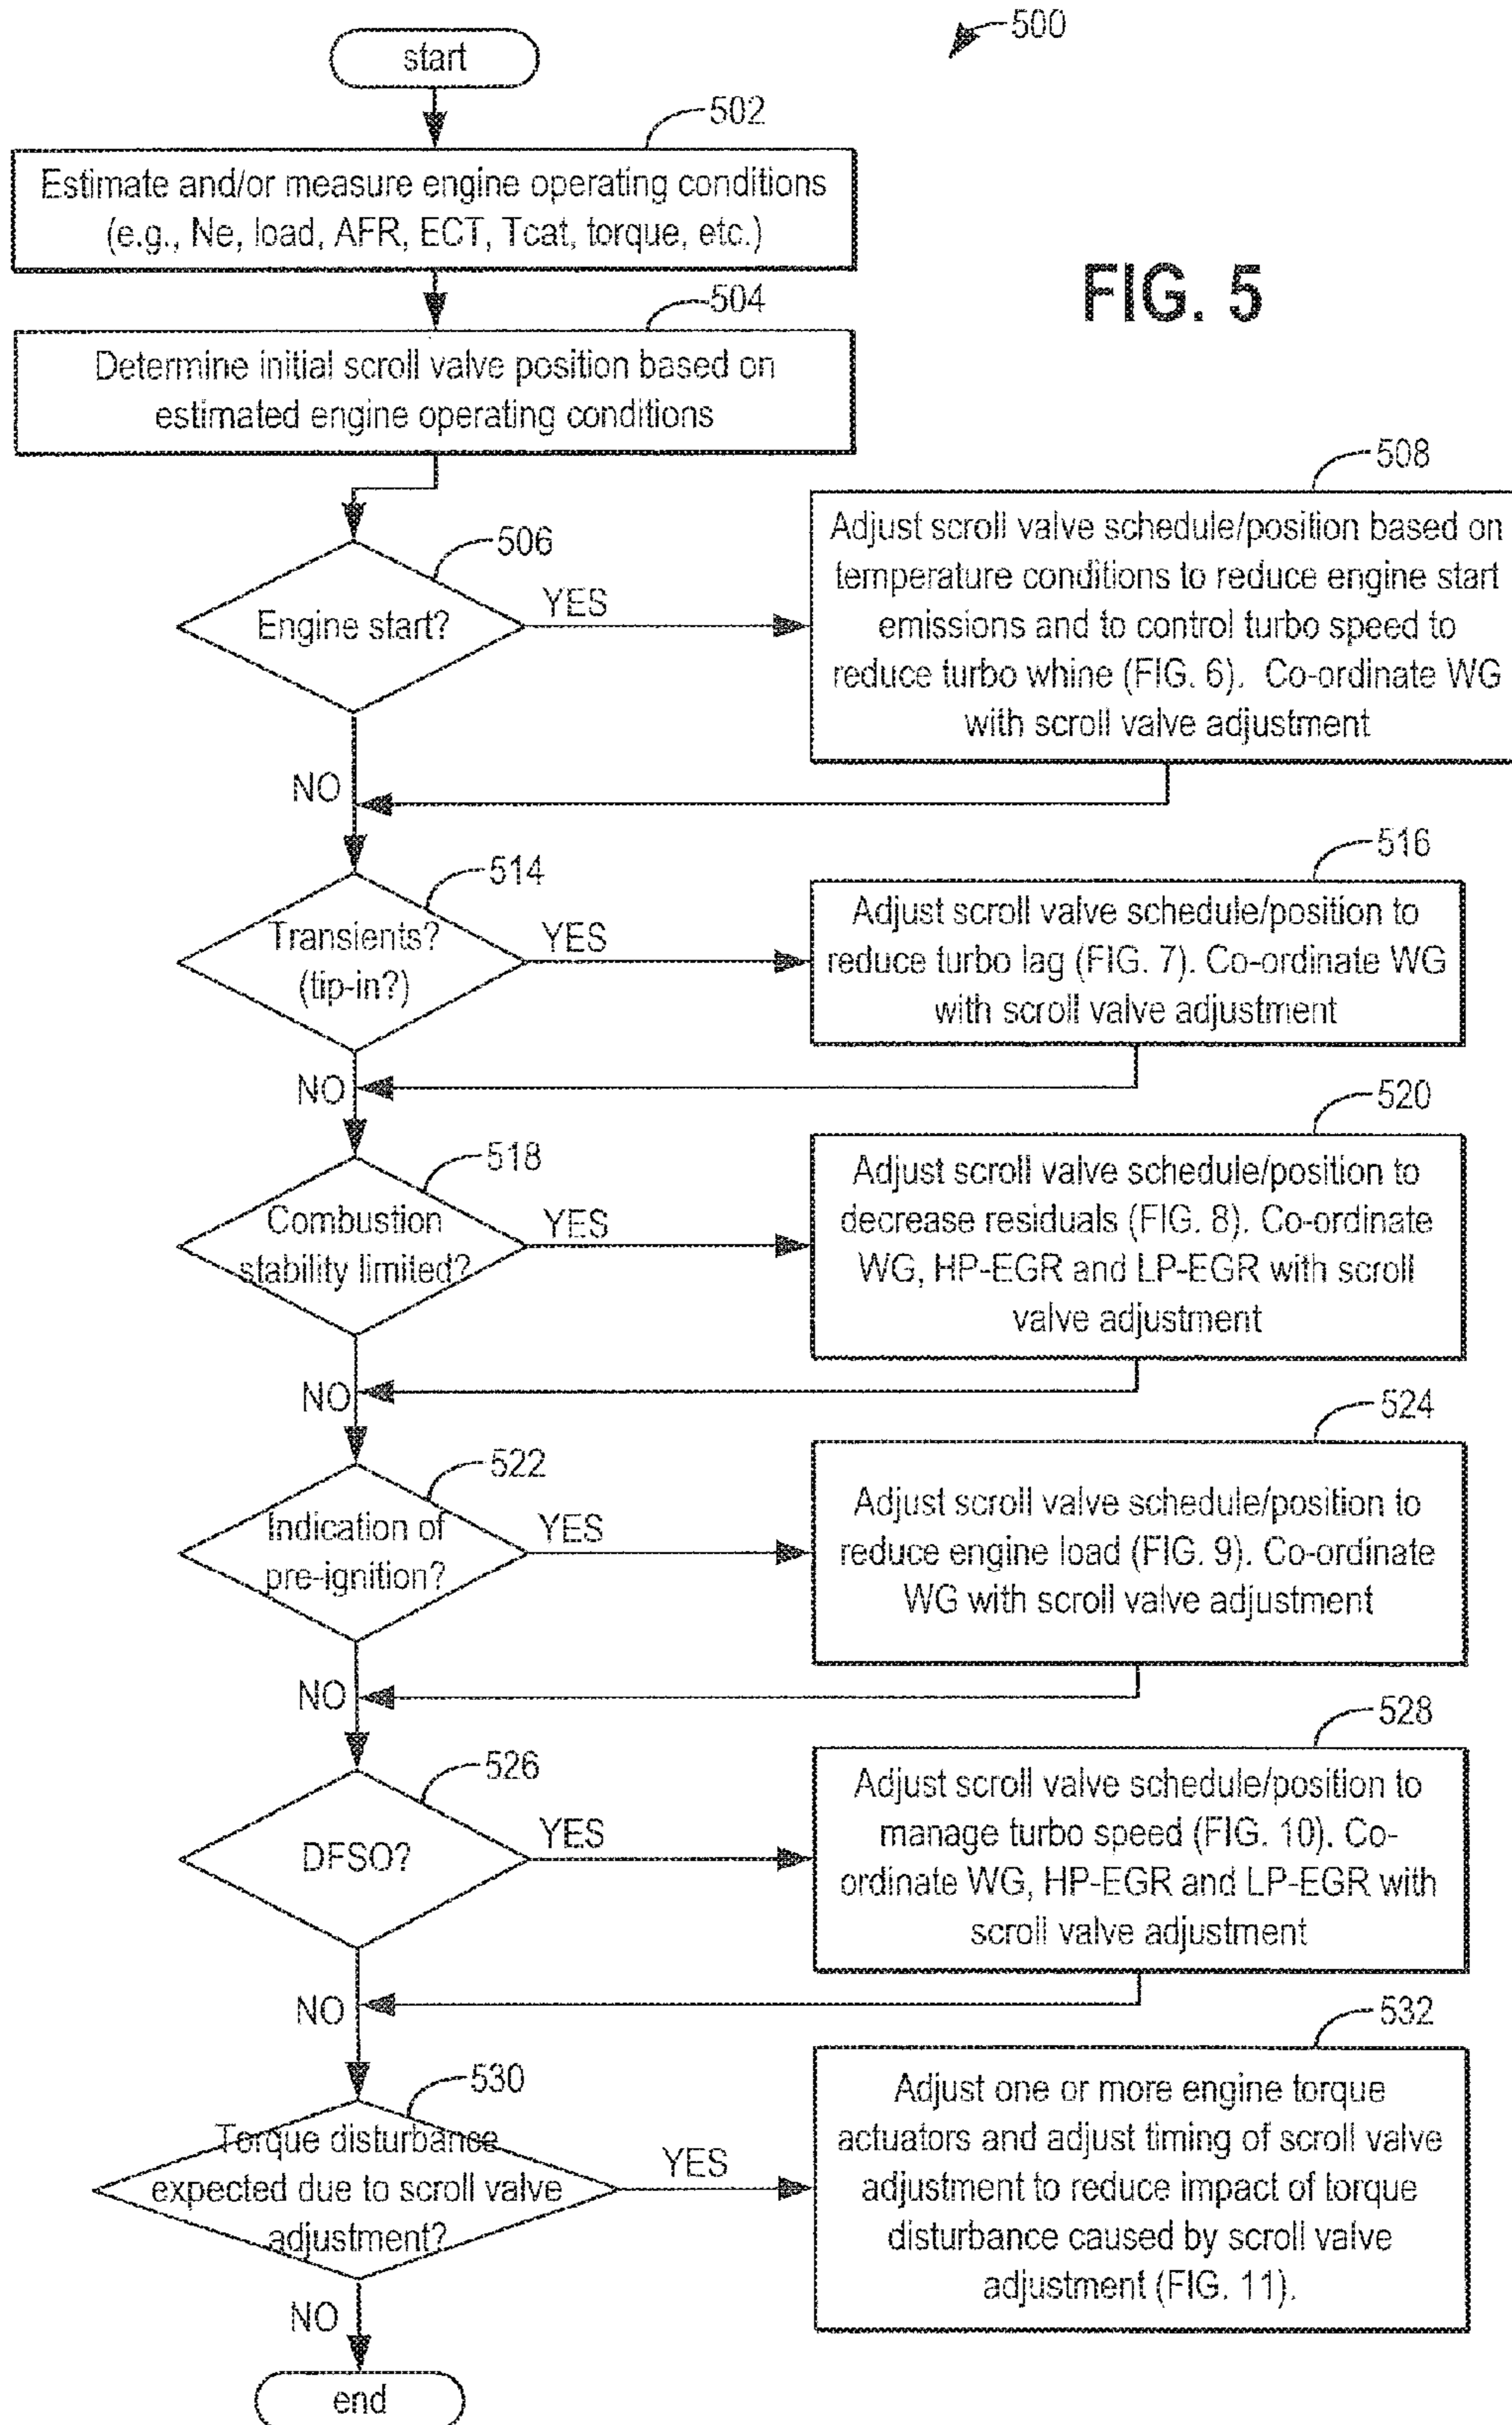 500
start
502
Estimate and/or measure engine operating conditions
(e.g., Ne, load, AFR, ECT, Tcat, torque, etc.)
FIG. 5
504
Determine initial scroll valve position based on
estimated engine operating conditions
506
Engine start?
YES
508
Adjust scroll valve schedule/position based on
temperature conditions to reduce engine start
emissions and to control turbo speed to
reduce turbo whine (FIG. 6). Co-ordinate WG
with scroll valve adjustment
NO
514
Transients?
(tip-in?)
YES
516
Adjust scroll valve schedule/position to
reduce turbo lag (FIG. 7). Co-ordinate WG
with scroll valve adjustment
NO
518
Combustion
stability limited?
YES
520
Adjust scroll valve schedule/position to
decrease residuals (FIG. 8). Co-ordinate
WG, HP-EGR and LP-EGR with scroll
valve adjustment
NO
522
Indication of
pre-ignition?
YES
524
Adjust scroll valve schedule/position to
reduce engine load (FIG. 9). Co-ordinate
WG with scroll valve adjustment
NO
526
DFSO?
YES
528
Adjust scroll valve schedule/position to
manage turbo speed (FIG. 10). Co-
ordinate WG, HP-EGR and LP-EGR with
scroll valve adjustment
NO
530
Torque disturbance
expected due to scroll valve
adjustment?
YES
532
Adjust one or more engine torque
actuators and adjust timing of scroll valve
adjustment to reduce impact of torque
disturbance caused by scroll valve
adjustment (FIG. 11).
NO
end